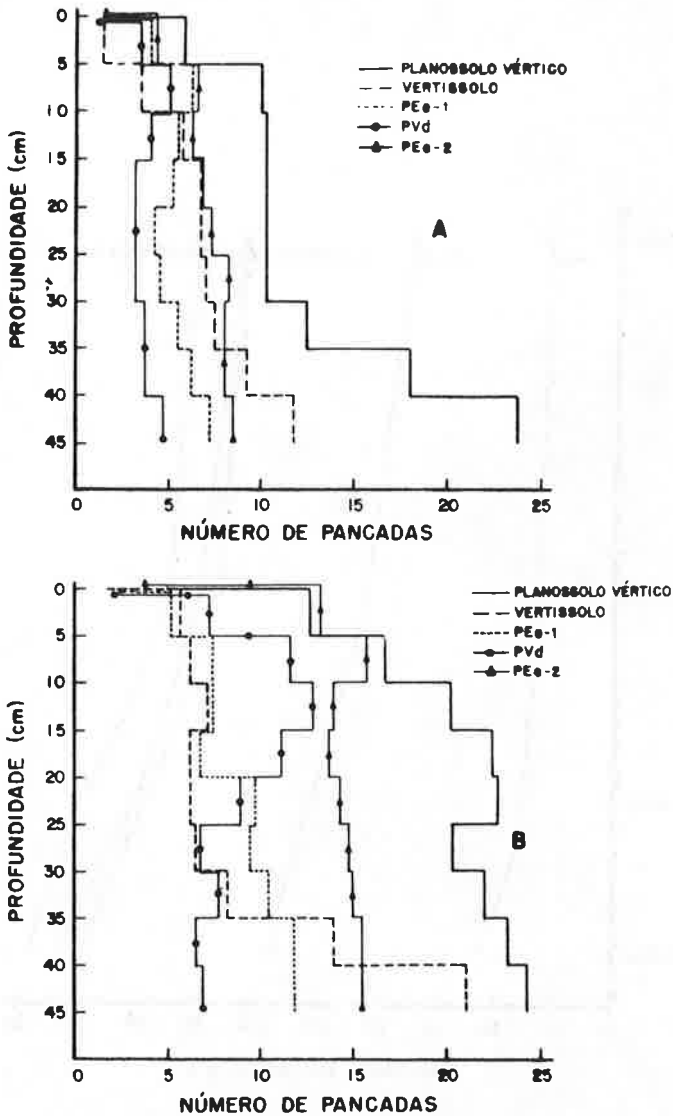 0
5
10
15
20
25
30
35
40
45
PROFUNDIDADE (cm)
PLANOSSOLO VÉRTICO
VERTISSOLO
PEe-1
PVd
PEe-2
A
0 5 10 15 20 25
NÚMERO DE PANCADAS
0
5
10
15
20
25
30
35
40
45
PROFUNDIDADE (cm)
PLANOSSOLO VÉRTICO
VERTISSOLO
PEe-1
PVd
PEe-2
B
0 5 10 15 20 25
NÚMERO DE PANCADAS